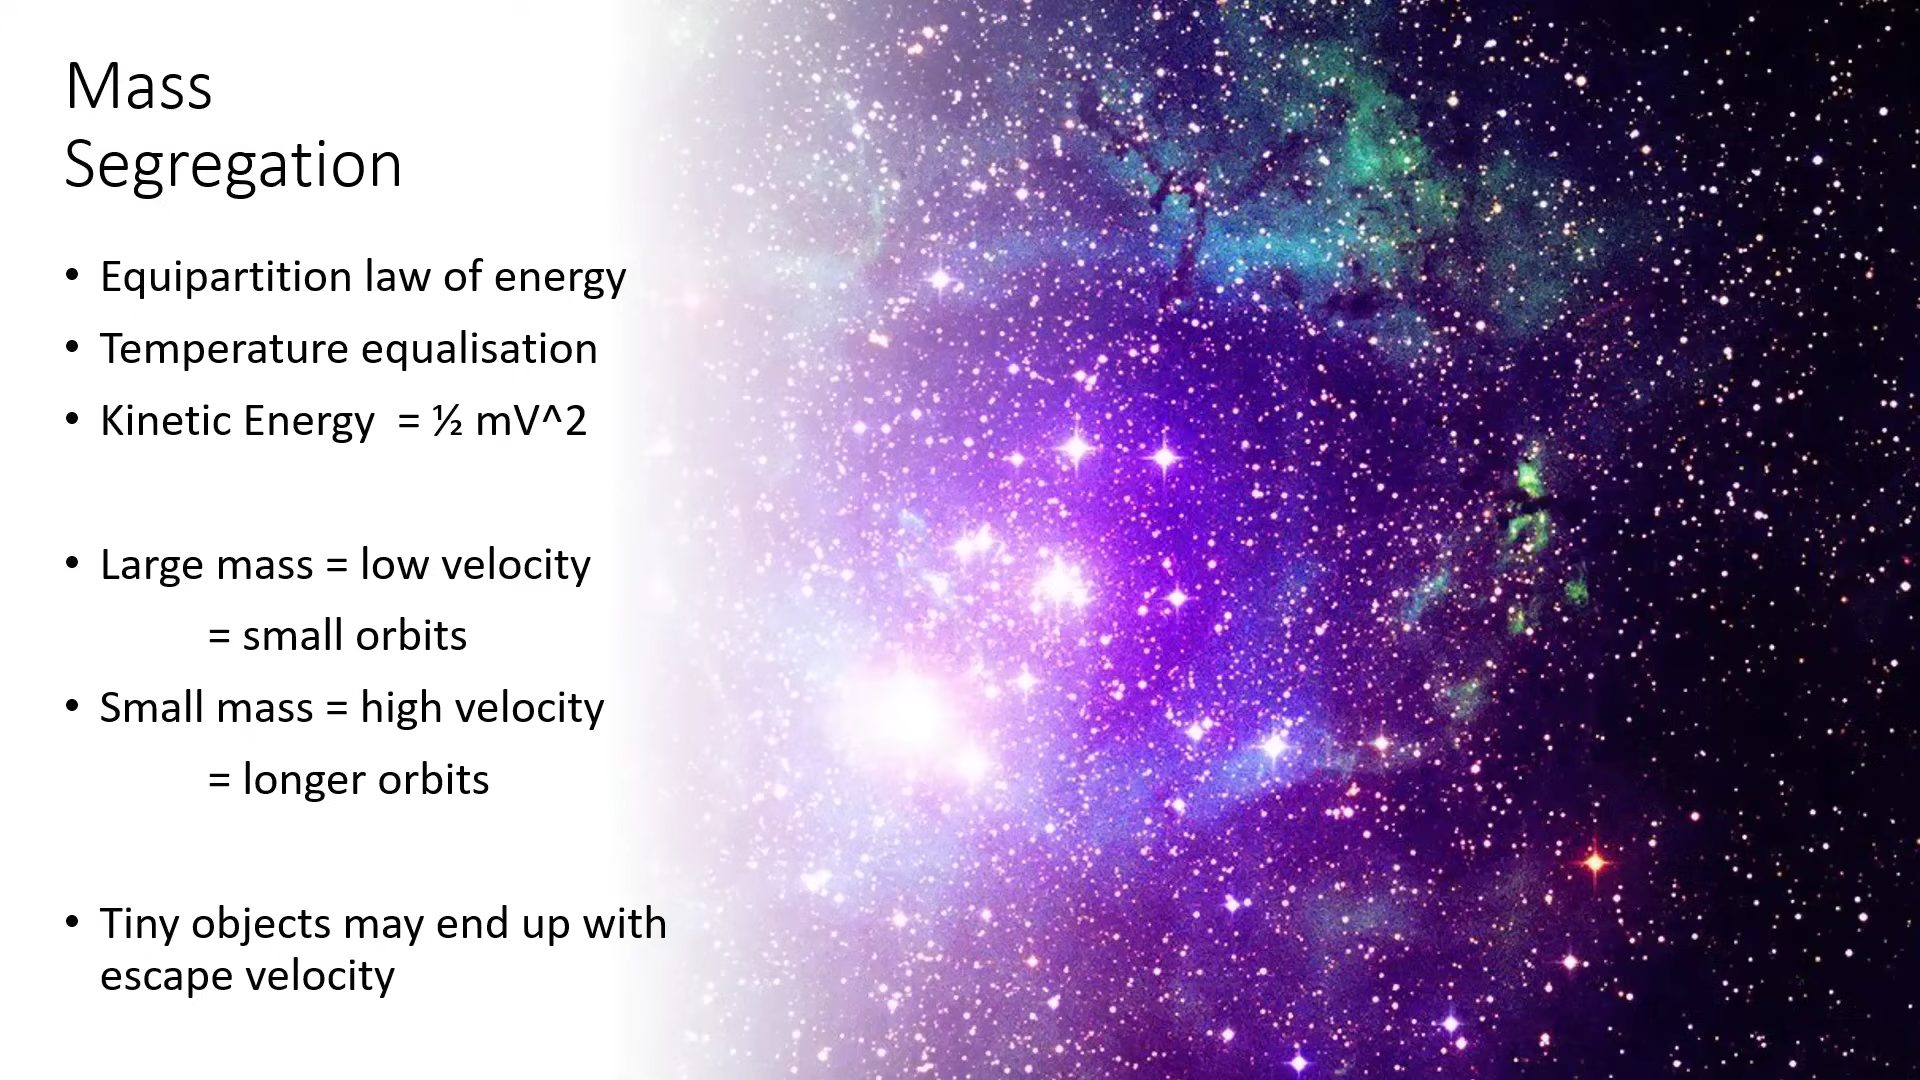 Mass
Segregation
• Equipartition law of energy
• Temperature equalisation
• Kinetic Energy  = ½ mV^2
• Large mass = low velocity
= small orbits
• Small mass = high velocity
= longer orbits
• Tiny objects may end up with
escape velocity